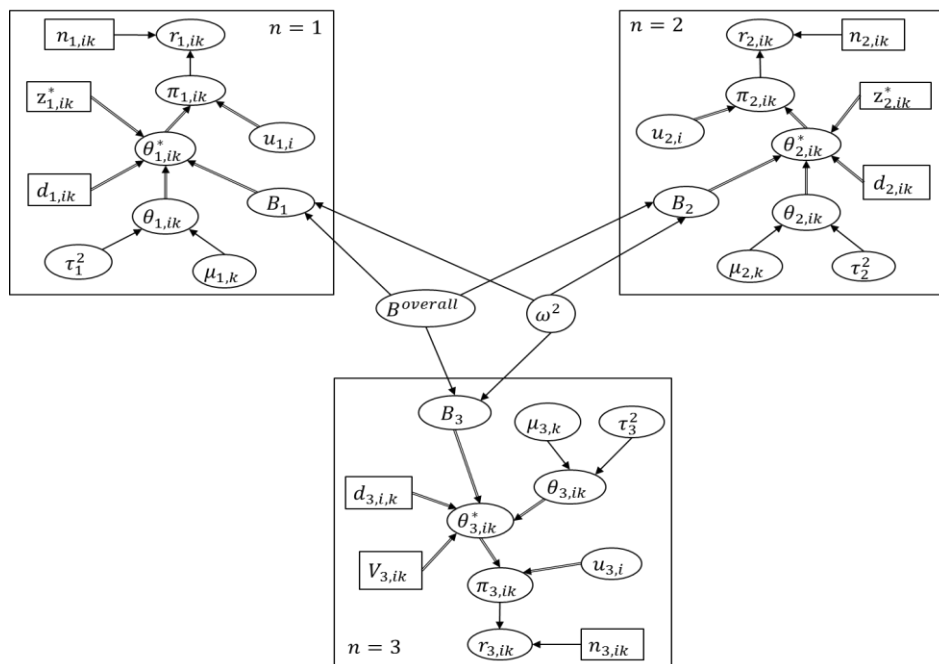 n = 1
n_{1,ik}
r_{1,ik}
z^*_{1,ik}
π_{1,ik}
u_{1,i}
θ^*_{1,ik}
d_{1,ik}
B_1
θ_{1,ik}
τ_1^2
μ_{1,k}
n = 2
r_{2,ik}
n_{2,ik}
π_{2,ik}
z^*_{2,ik}
u_{2,i}
θ^*_{2,ik}
d_{2,ik}
B_2
θ_{2,ik}
μ_{2,k}
τ_2^2
B^{overall}
ω^2
B_3
μ_{3,k}
τ_3^2
d_{3,i,k}
θ_{3,ik}
θ^*_{3,ik}
V_{3,ik}
u_{3,i}
π_{3,ik}
n = 3
r_{3,ik}
n_{3,ik}